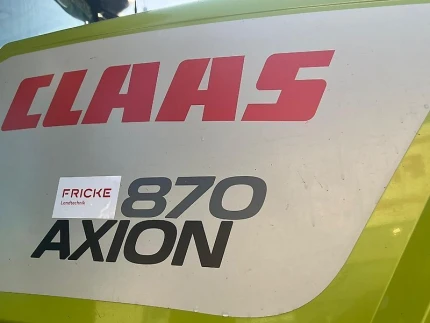 CLAAS
FRICKE
Landtechnik
870
AXION